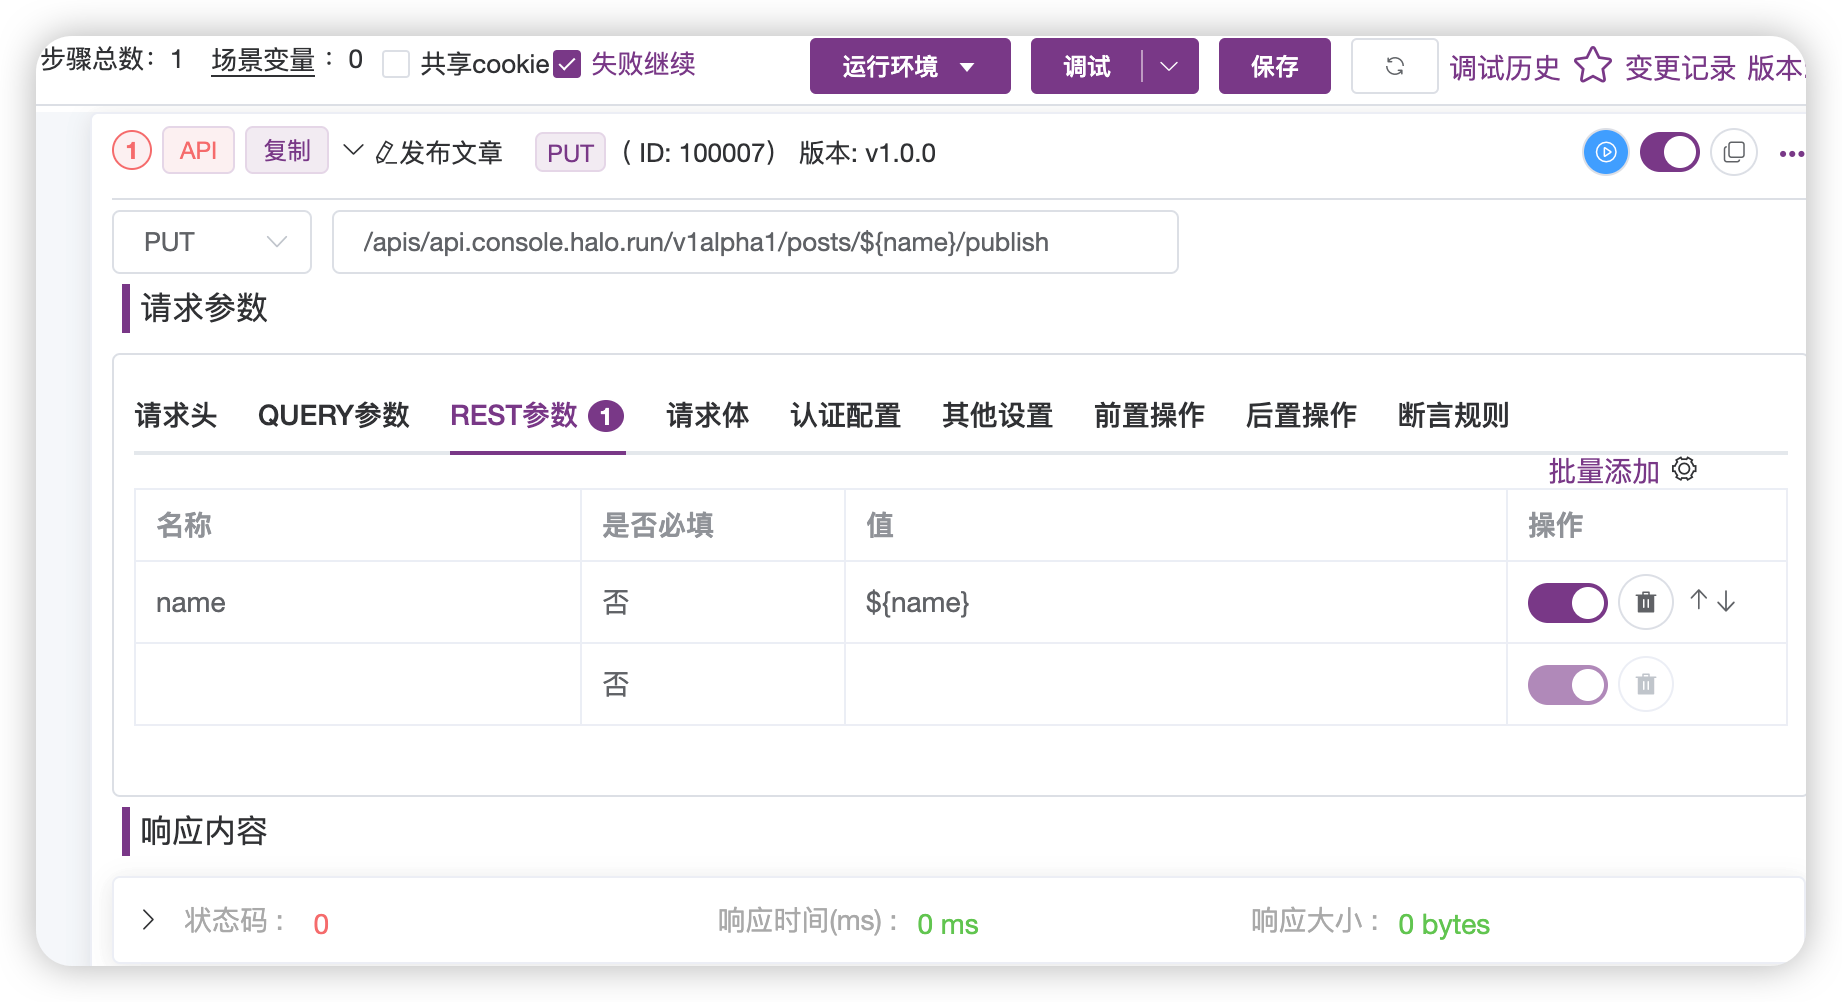 步骤总数：1 场景变量：0 共享cookie 失败继续 运行环境 调试 保存 调试历史 变更记录 版本
1 API 复制 发布文章 PUT （ID: 100007） 版本: v1.0.0
PUT /apis/api.console.halo.run/v1alpha1/posts/${name}/publish
请求参数
请求头 QUERY参数 REST参数 1 请求体 认证配置 其他设置 前置操作 后置操作 断言规则
批量添加
名称 是否必填 值 操作
name 否 ${name}
否
响应内容
状态码： 0 响应时间(ms)： 0 ms 响应大小： 0 bytes